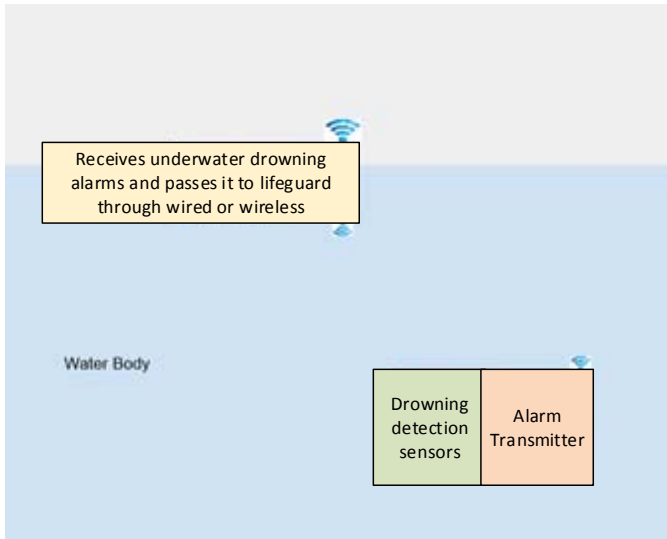 Receives underwater drowning
alarms and passes it to lifeguard
through wired or wireless
Water Body
Drowning
detection
sensors
Alarm
Transmitter